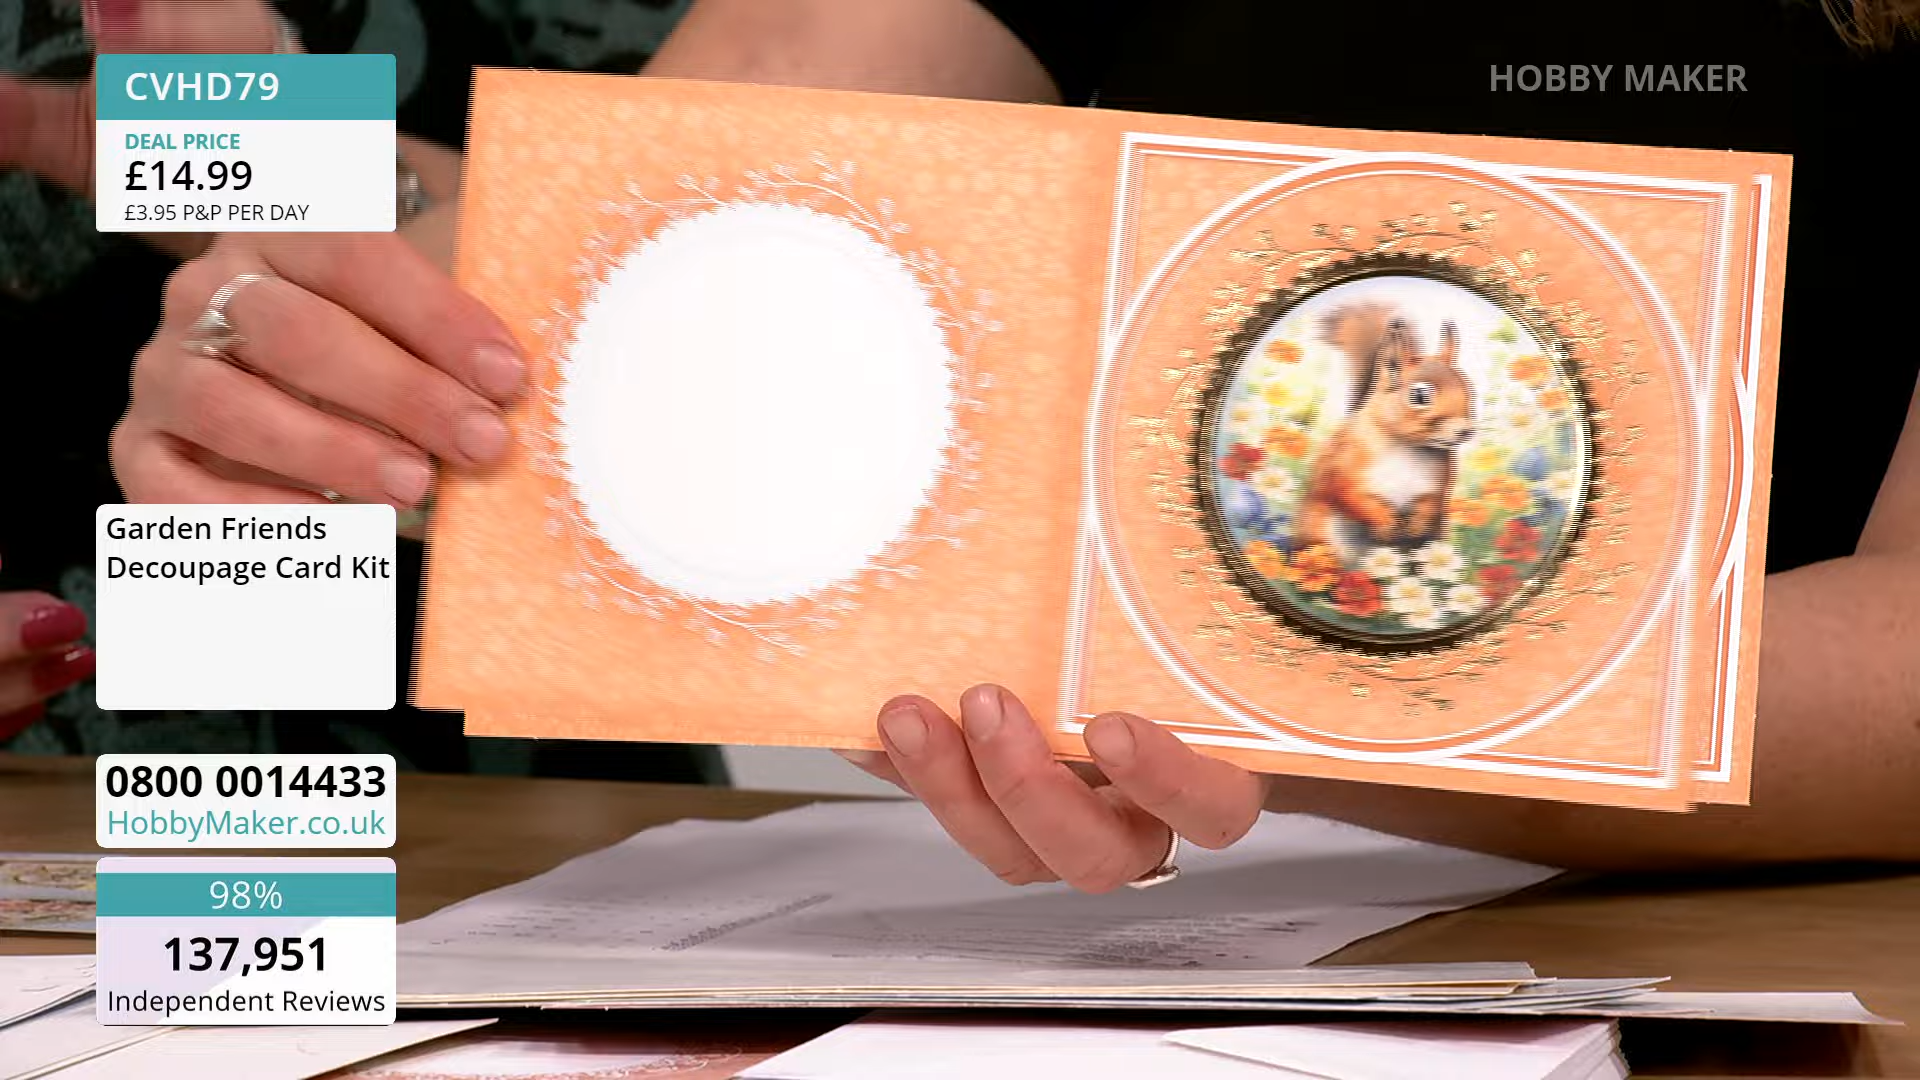 CVHD79
DEAL PRICE
£14.99
£3.95 P&P PER DAY
HOBBY MAKER
Garden Friends
Decoupage Card Kit
0800 0014433
HobbyMaker.co.uk
98%
137,951
Independent Reviews